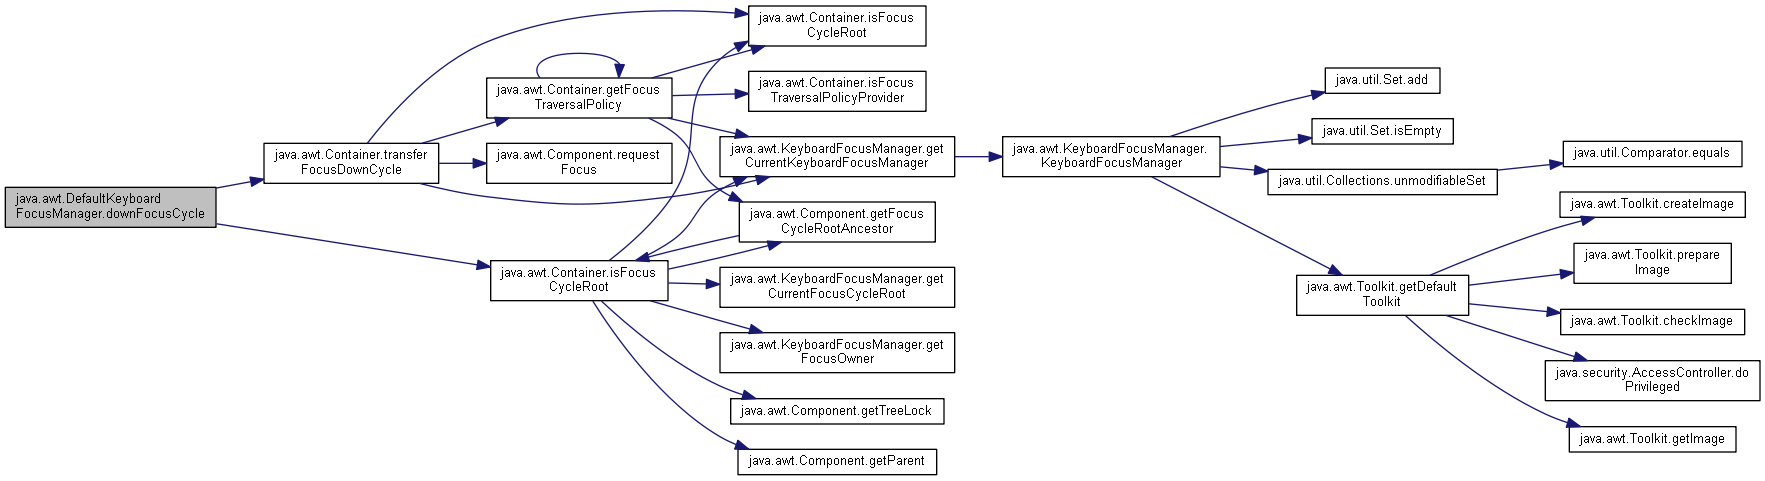 java.awt.DefaultKeyboard
FocusManager.downFocusCycle
java.awt.Container.transfer
FocusDownCycle
java.awt.Container.isFocus
CycleRoot
java.awt.Container.getFocus
TraversalPolicy
java.awt.Component.request
Focus
java.awt.Container.isFocus
CycleRoot
java.awt.Container.isFocus
TraversalPolicyProvider
java.awt.KeyboardFocusManager.get
CurrentKeyboardFocusManager
java.awt.Component.getFocus
CycleRootAncestor
java.awt.KeyboardFocusManager.get
CurrentFocusCycleRoot
java.awt.KeyboardFocusManager.get
FocusOwner
java.awt.Component.getTreeLock
java.awt.Component.getParent
java.awt.KeyboardFocusManager.
KeyboardFocusManager
java.util.Set.add
java.util.Set.isEmpty
java.util.Collections.unmodifiableSet
java.awt.Toolkit.getDefault
Toolkit
java.util.Comparator.equals
java.awt.Toolkit.createImage
java.awt.Toolkit.prepare
Image
java.awt.Toolkit.checkImage
java.security.AccessController.do
Privileged
java.awt.Toolkit.getImage